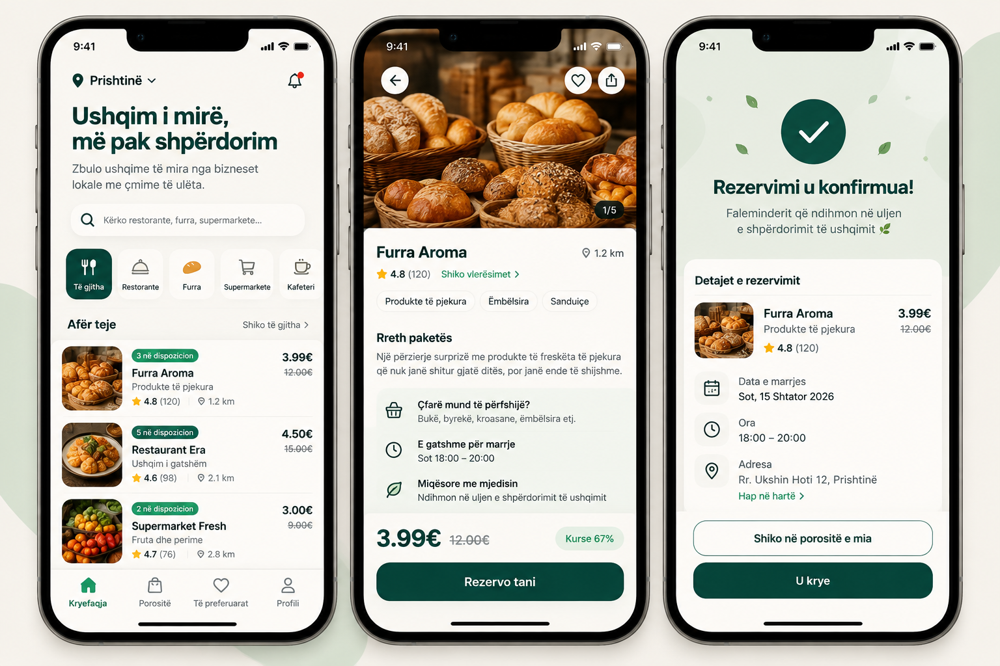 9:41
Prishtinë
Ushqim i mirë,
më pak shpërdorim
Zbulo ushqime të mira nga bizneset
lokale me çmime të ulëta.
Kërko restorante, furra, supermarkete...
Të gjitha
Restorante
Furra
Supermarkete
Kafeteri
Afër teje
Shiko të gjitha
3 në dispozicion
3.99€
Furra Aroma
12.00€
Produkte të pjekura
4.8 (120)
1.2 km
5 në dispozicion
4.50€
Restaurant Era
15.00€
Ushqim i gatshëm
4.6 (98)
2.1 km
2 në dispozicion
3.00€
Supermarket Fresh
9.00€
Fruta dhe perime
4.7 (76)
2.8 km
Kryefaqja
Porositë
Të preferuarat
Profili
9:41
1/5
Furra Aroma
1.2 km
4.8 (120)
Shiko vlerësimet
Produkte të pjekura
Ëmbëlsira
Sanduiçe
Rreth paketës
Një përzierje surprizë me produkte të freskëta të pjekura
që nuk janë shitur gjatë ditës, por janë ende të shijshme.
Çfarë mund të përfshijë?
Bukë, byrekë, kroasane, ëmbëlsira etj.
E gatshme për marrje
Sot 18:00 – 20:00
Miqësore me mjedisin
Ndihmon në uljen e shpërdorimit të ushqimit
3.99€ 12.00€
Kurse 67%
Rezervo tani
9:41
Rezervimi u konfirmua!
Faleminderit që ndihmon në uljen
e shpërdorimit të ushqimit
Detajet e rezervimit
Furra Aroma
3.99€
Produkte të pjekura
12.00€
4.8 (120)
Data e marrjes
Sot, 15 Shtator 2026
Ora
18:00 – 20:00
Adresa
Rr. Ukshin Hoti 12, Prishtinë
Hap në hartë
Shiko në porositë e mia
U krye